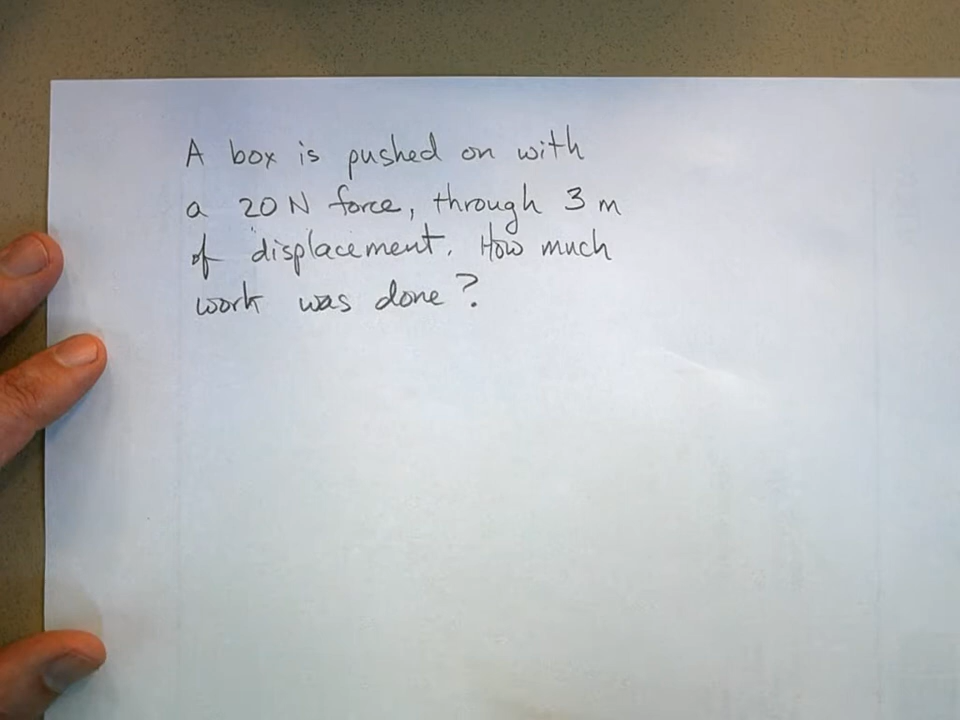 A box is pushed on with
a 20 N force, through 3 m
of displacement. How much
work was done?